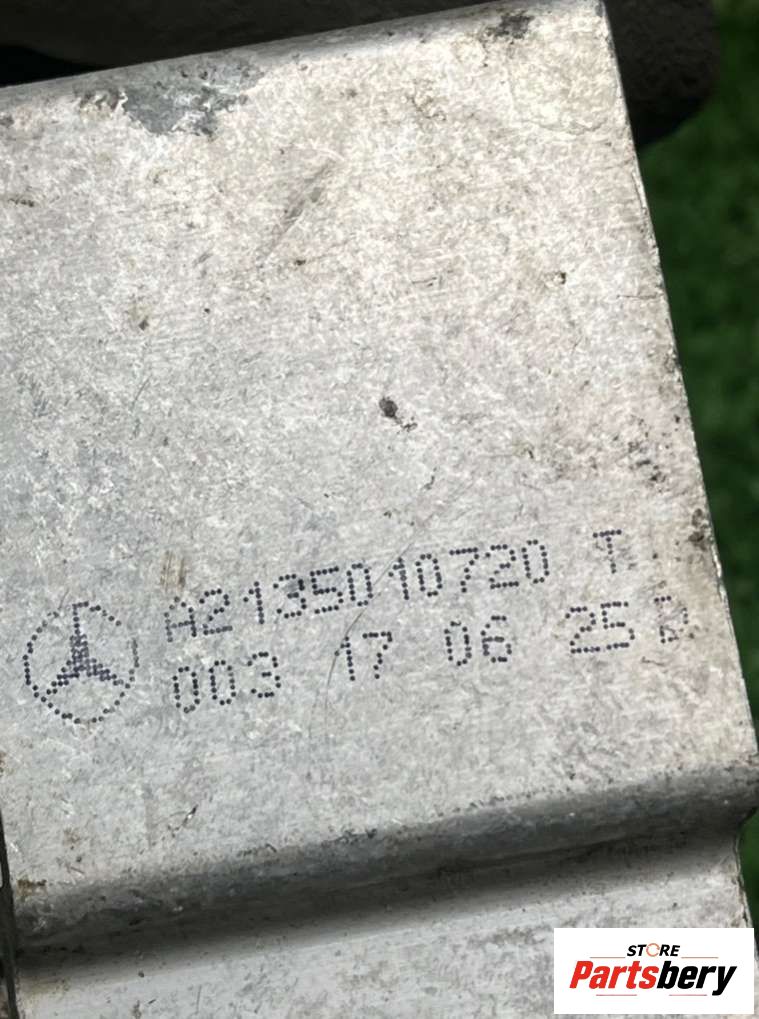 A2135010720 T
003 17 06 25 B
STORE
Partsbery